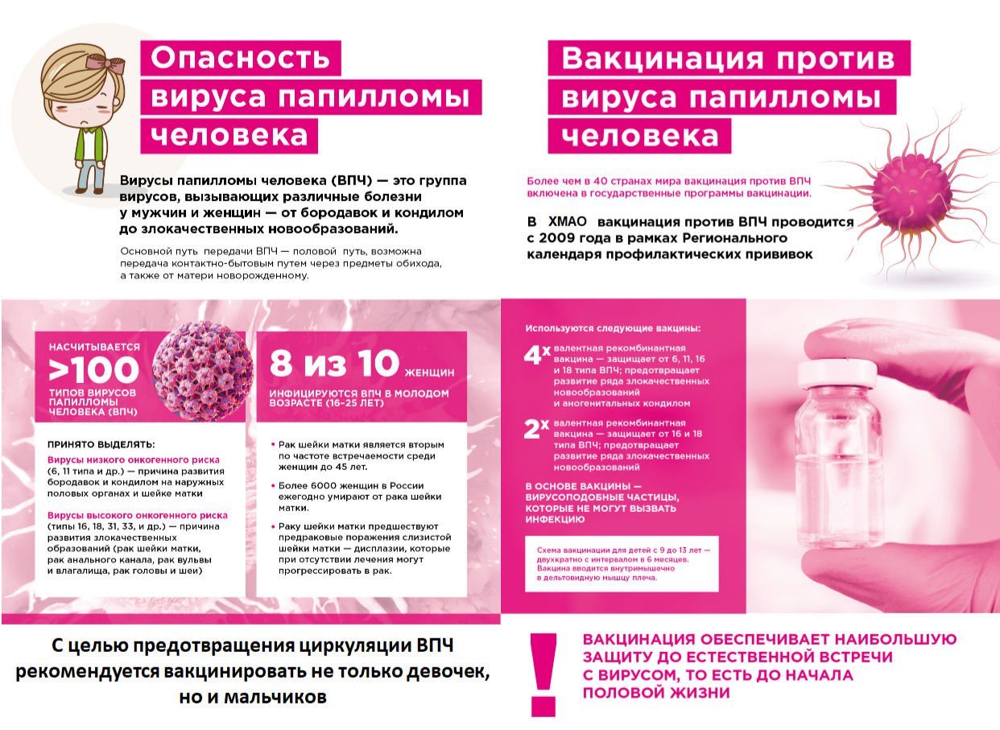 Опасность
вируса папилломы
человека
Вирусы папилломы человека (ВПЧ) — это группа
вирусов, вызывающих различные болезни
у мужчин и женщин — от бородавок и кондилом
до злокачественных новообразований.
Основной путь передачи ВПЧ — половой путь, возможна
передача контактно-бытовым путем через предметы обихода,
а также от матери новорожденному.
НАСЧИТЫВАЕТСЯ
>100
ТИПОВ ВИРУСОВ
ПАПИЛЛОМЫ
ЧЕЛОВЕКА (ВПЧ)
ПРИНЯТО ВЫДЕЛЯТЬ:
Вирусы низкого онкогенного риска
(6, 11 типа и др.) — причина развития
бородавок и кондилом на наружных
половых органах и шейке матки
Вирусы высокого онкогенного риска
(типы 16, 18, 31, 33, и др.) — причина
развития злокачественных
образований (рак шейки матки,
рак анального канала, рак вульвы
и влагалища, рак головы и шеи)
8 из 10 ЖЕНЩИН
ИНФИЦИРУЮТСЯ ВПЧ В МОЛОДОМ
ВОЗРАСТЕ (16–25 ЛЕТ)
• Рак шейки матки является вторым
по частоте встречаемости среди
женщин до 45 лет.
• Более 6000 женщин в России
ежегодно умирают от рака шейки
матки.
• Раку шейки матки предшествуют
предраковые поражения слизистой
шейки матки — дисплазии, которые
при отсутствии лечения могут
прогрессировать в рак.
С целью предотвращения циркуляции ВПЧ
рекомендуется вакцинировать не только девочек,
но и мальчиков
Вакцинация против
вируса папилломы
человека
Более чем в 40 странах мира вакцинация против ВПЧ
включена в государственные программы вакцинации.
В ХМАО вакцинация против ВПЧ проводится
с 2009 года в рамках Регионального
календаря профилактических прививок
Используются следующие вакцины:
4х валентная рекомбинантная
вакцина — защищает от 6, 11, 16
и 18 типа ВПЧ; предотвращает
развитие ряда злокачественных
новообразований
и аногенитальных кондилом
2х валентная рекомбинантная
вакцина — защищает от 16 и 18
типа ВПЧ; предотвращает
развитие ряда злокачественных
новообразований
В ОСНОВЕ ВАКЦИНЫ —
ВИРУСОПОДОБНЫЕ ЧАСТИЦЫ,
КОТОРЫЕ НЕ МОГУТ ВЫЗВАТЬ
ИНФЕКЦИЮ
Схема вакцинации для детей с 9 до 13 лет —
двухкратно с интервалом в 6 месяцев.
Вакцина вводится внутримышечно
в дельтовидную мышцу плеча.
! ВАКЦИНАЦИЯ ОБЕСПЕЧИВАЕТ НАИБОЛЬШУЮ
ЗАЩИТУ ДО ЕСТЕСТВЕННОЙ ВСТРЕЧИ
С ВИРУСОМ, ТО ЕСТЬ ДО НАЧАЛА
ПОЛОВОЙ ЖИЗНИ